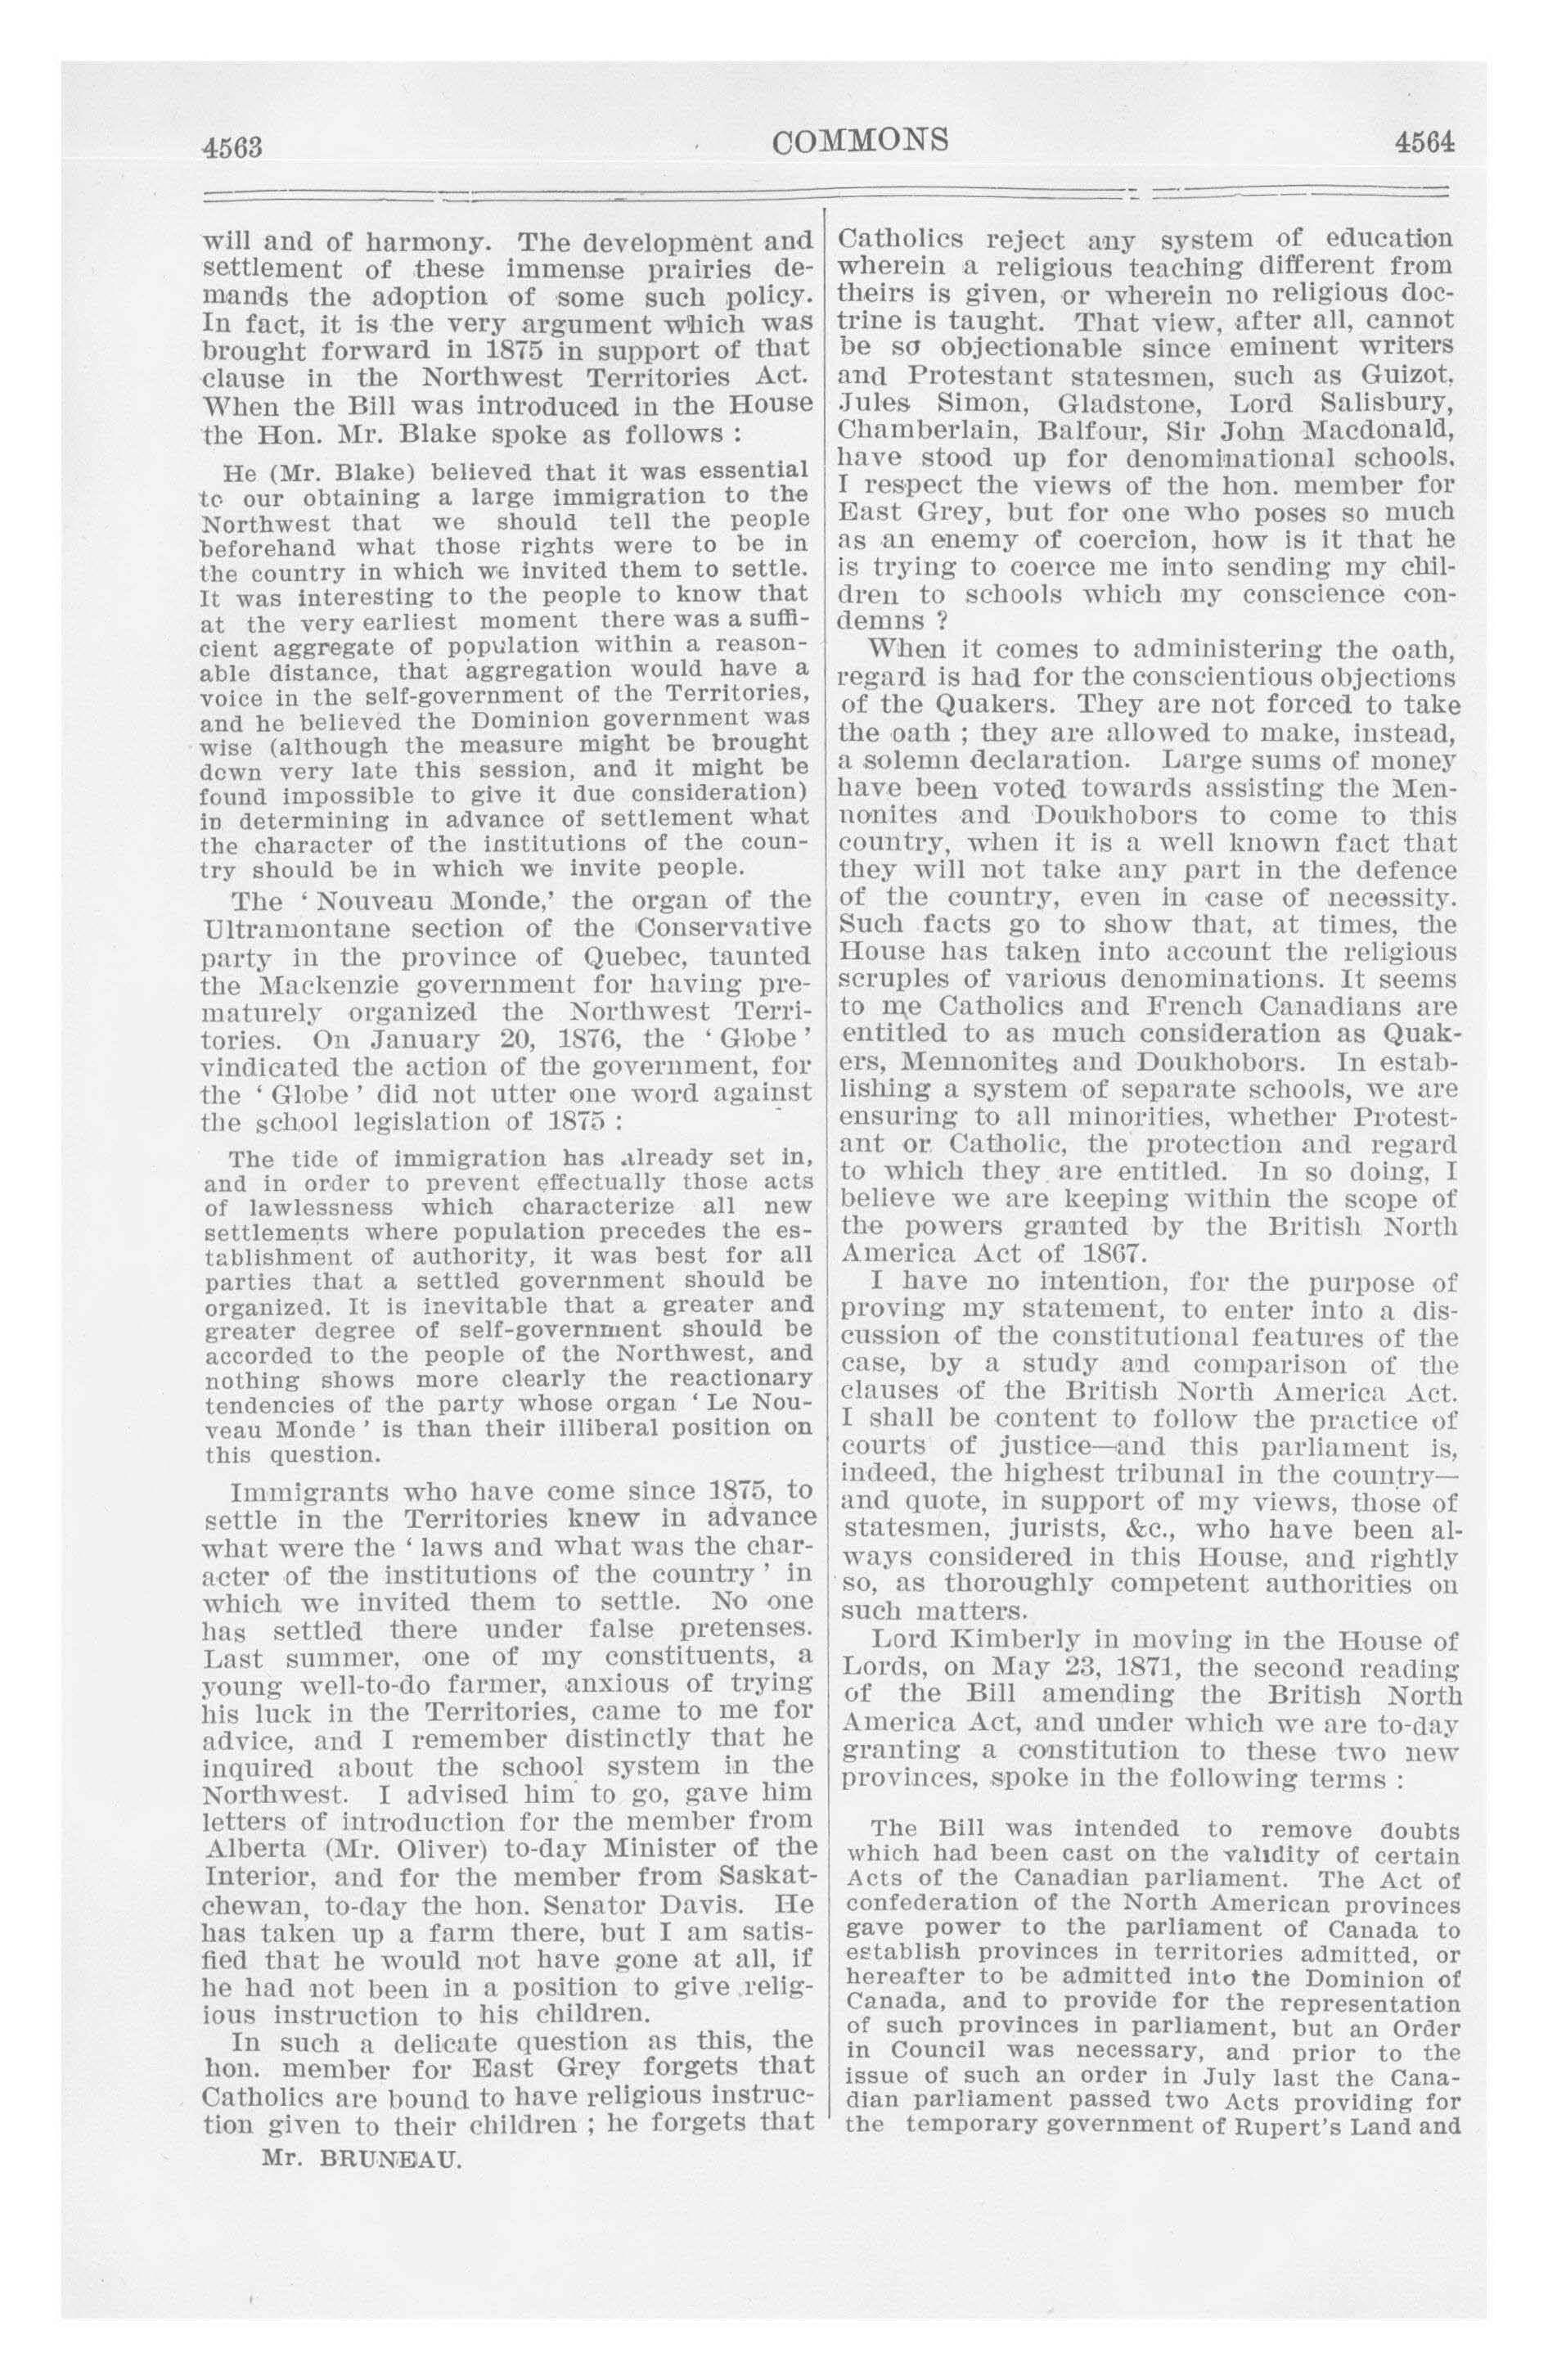 4563
COMMONS
4564
will and of harmony. The development and
settlement of these immense prairies de-
mands the adoption of some such policy.
In fact, it is the very argument which was
brought forward in 1875 in support of that
clause in the Northwest Territories Act.
When the Bill was introduced in the House
the Hon. Mr. Blake spoke as follows :
He (Mr. Blake) believed that it was essential
to our obtaining a large immigration to the
Northwest that we should tell the people
beforehand what those rights were to be in
the country in which we invited them to settle.
It was interesting to the people to know that
at the very earliest moment there was a suffi-
cient aggregate of population within a reason-
able distance, that aggregation would have a
voice in the self-government of the Territories,
and he believed the Dominion government was
wise (although the measure might be brought
down very late this session, and it might be
found impossible to give it due consideration)
in determining in advance of settlement what
the character of the institutions of the coun-
try should be in which we invite people.
The ‘ Nouveau Monde,’ the organ of the
Ultramontane section of the Conservative
party in the province of Quebec, taunted
the Mackenzie government for having pre-
maturely organized the Northwest Terri-
tories. On January 20, 1876, the ‘ Globe ’
vindicated the action of the government, for
the ‘ Globe ’ did not utter one word against
the school legislation of 1875 :
The tide of immigration has already set in,
and in order to prevent effectually those acts
of lawlessness which characterize all new
settlements where population precedes the es-
tablishment of authority, it was best for all
parties that a settled government should be
organized. It is inevitable that a greater and
greater degree of self-government should be
accorded to the people of the Northwest, and
nothing shows more clearly the reactionary
tendencies of the party whose organ ‘ Le Nou-
veau Monde ’ is than their illiberal position on
this question.
Immigrants who have come since 1875, to
settle in the Territories knew in advance
what were the ‘ laws and what was the char-
acter of the institutions of the country ’ in
which we invited them to settle. No one
has settled there under false pretenses.
Last summer, one of my constituents, a
young well-to-do farmer, anxious of trying
his luck in the Territories, came to me for
advice, and I remember distinctly that he
inquired about the school system in the
Northwest. I advised him to go, gave him
letters of introduction for the member from
Alberta (Mr. Oliver) to-day Minister of the
Interior, and for the member from Saskat-
chewan, to-day the hon. Senator Davis. He
has taken up a farm there, but I am satis-
fied that he would not have gone at all, if
he had not been in a position to give relig-
ious instruction to his children.
In such a delicate question as this, the
hon. member for East Grey forgets that
Catholics are bound to have religious instruc-
tion given to their children ; he forgets that
Mr. BRUNEAU.
Catholics reject any system of education
wherein a religious teaching different from
theirs is given, or wherein no religious doc-
trine is taught. That view, after all, cannot
be so objectionable since eminent writers
and Protestant statesmen, such as Guizot,
Jules Simon, Gladstone, Lord Salisbury,
Chamberlain, Balfour, Sir John Macdonald,
have stood up for denominational schools.
I respect the views of the hon. member for
East Grey, but for one who poses so much
as an enemy of coercion, how is it that he
is trying to coerce me into sending my chil-
dren to schools which my conscience con-
demns ?
When it comes to administering the oath,
regard is had for the conscientious objections
of the Quakers. They are not forced to take
the oath ; they are allowed to make, instead,
a solemn declaration. Large sums of money
have been voted towards assisting the Men-
nonites and Doukhobors to come to this
country, when it is a well known fact that
they will not take any part in the defence
of the country, even in case of necessity.
Such facts go to show that, at times, the
House has taken into account the religious
scruples of various denominations. It seems
to me Catholics and French Canadians are
entitled to as much consideration as Quak-
ers, Mennonites and Doukhobors. In estab-
lishing a system of separate schools, we are
ensuring to all minorities, whether Protest-
ant or Catholic, the protection and regard
to which they are entitled. In so doing, I
believe we are keeping within the scope of
the powers granted by the British North
America Act of 1867.
I have no intention, for the purpose of
proving my statement, to enter into a dis-
cussion of the constitutional features of the
case, by a study and comparison of the
clauses of the British North America Act.
I shall be content to follow the practice of
courts of justice—and this parliament is,
indeed, the highest tribunal in the country—
and quote, in support of my views, those of
statesmen, jurists, &c., who have been al-
ways considered in this House, and rightly
so, as thoroughly competent authorities on
such matters.
Lord Kimberly in moving in the House of
Lords, on May 23, 1871, the second reading
of the Bill amending the British North
America Act, and under which we are to-day
granting a constitution to these two new
provinces, spoke in the following terms :
The Bill was intended to remove doubts
which had been cast on the validity of certain
Acts of the Canadian parliament. The Act of
confederation of the North American provinces
gave power to the parliament of Canada to
establish provinces in territories admitted, or
hereafter to be admitted into the Dominion of
Canada, and to provide for the representation
of such provinces in parliament, but an Order
in Council was necessary, and prior to the
issue of such an order in July last the Cana-
dian parliament passed two Acts providing for
the temporary government of Rupert's Land and